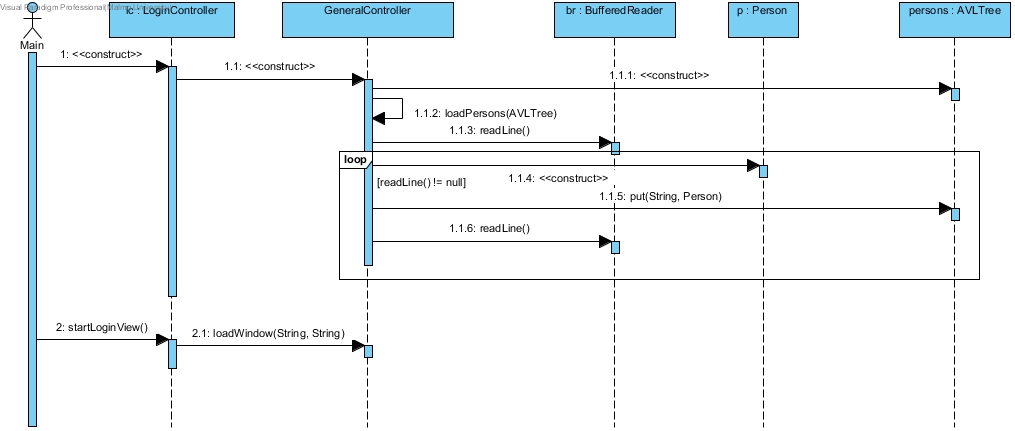 Visual Paradigm Professional
lc : LoginController
GeneralController
br : BufferedReader
p : Person
persons : AVLTree
Main
1: <<construct>>
1.1: <<construct>>
1.1.1: <<construct>>
1.1.2: loadPersons(AVLTree)
1.1.3: readLine()
loop
1.1.4: <<construct>>
[readLine() != null]
1.1.5: put(String, Person)
1.1.6: readLine()
2: startLoginView()
2.1: loadWindow(String, String)